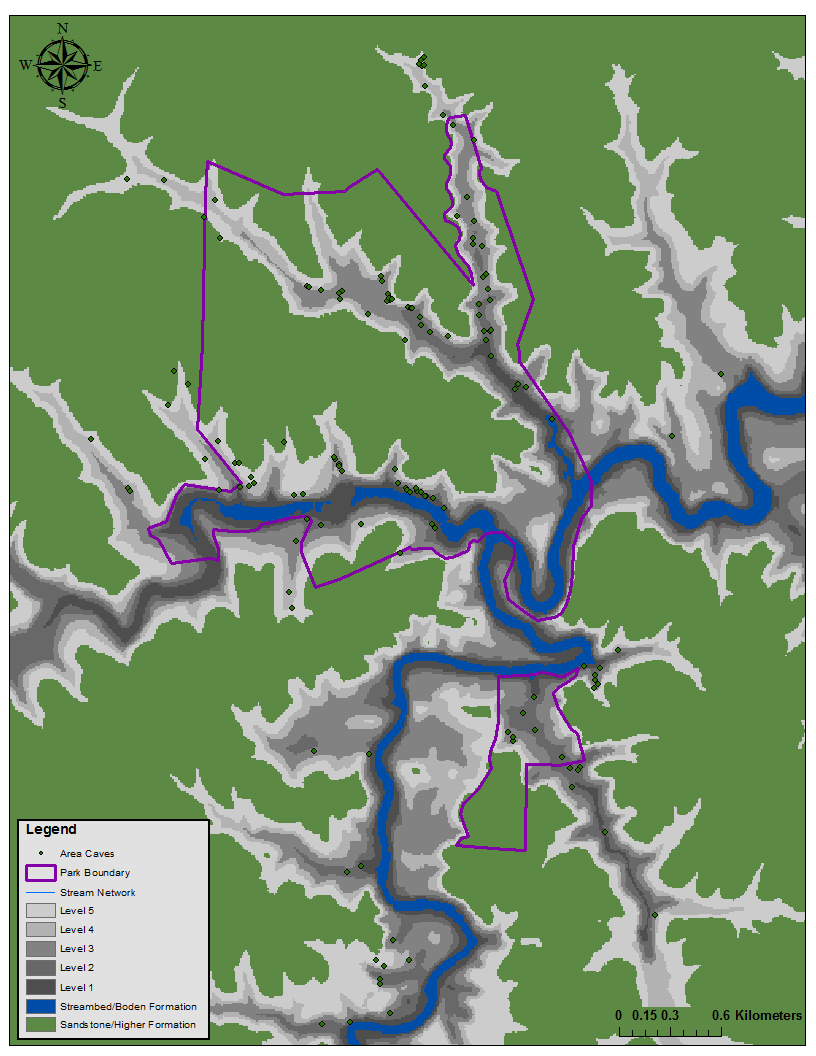 N
W E
S
Legend
Area Caves
Park Boundary
Stream Network
Level 5
Level 4
Level 3
Level 2
Level 1
Streambed/Boden Formation
Sandstone/Higher Formation
0 0.15 0.3 0.6 Kilometers